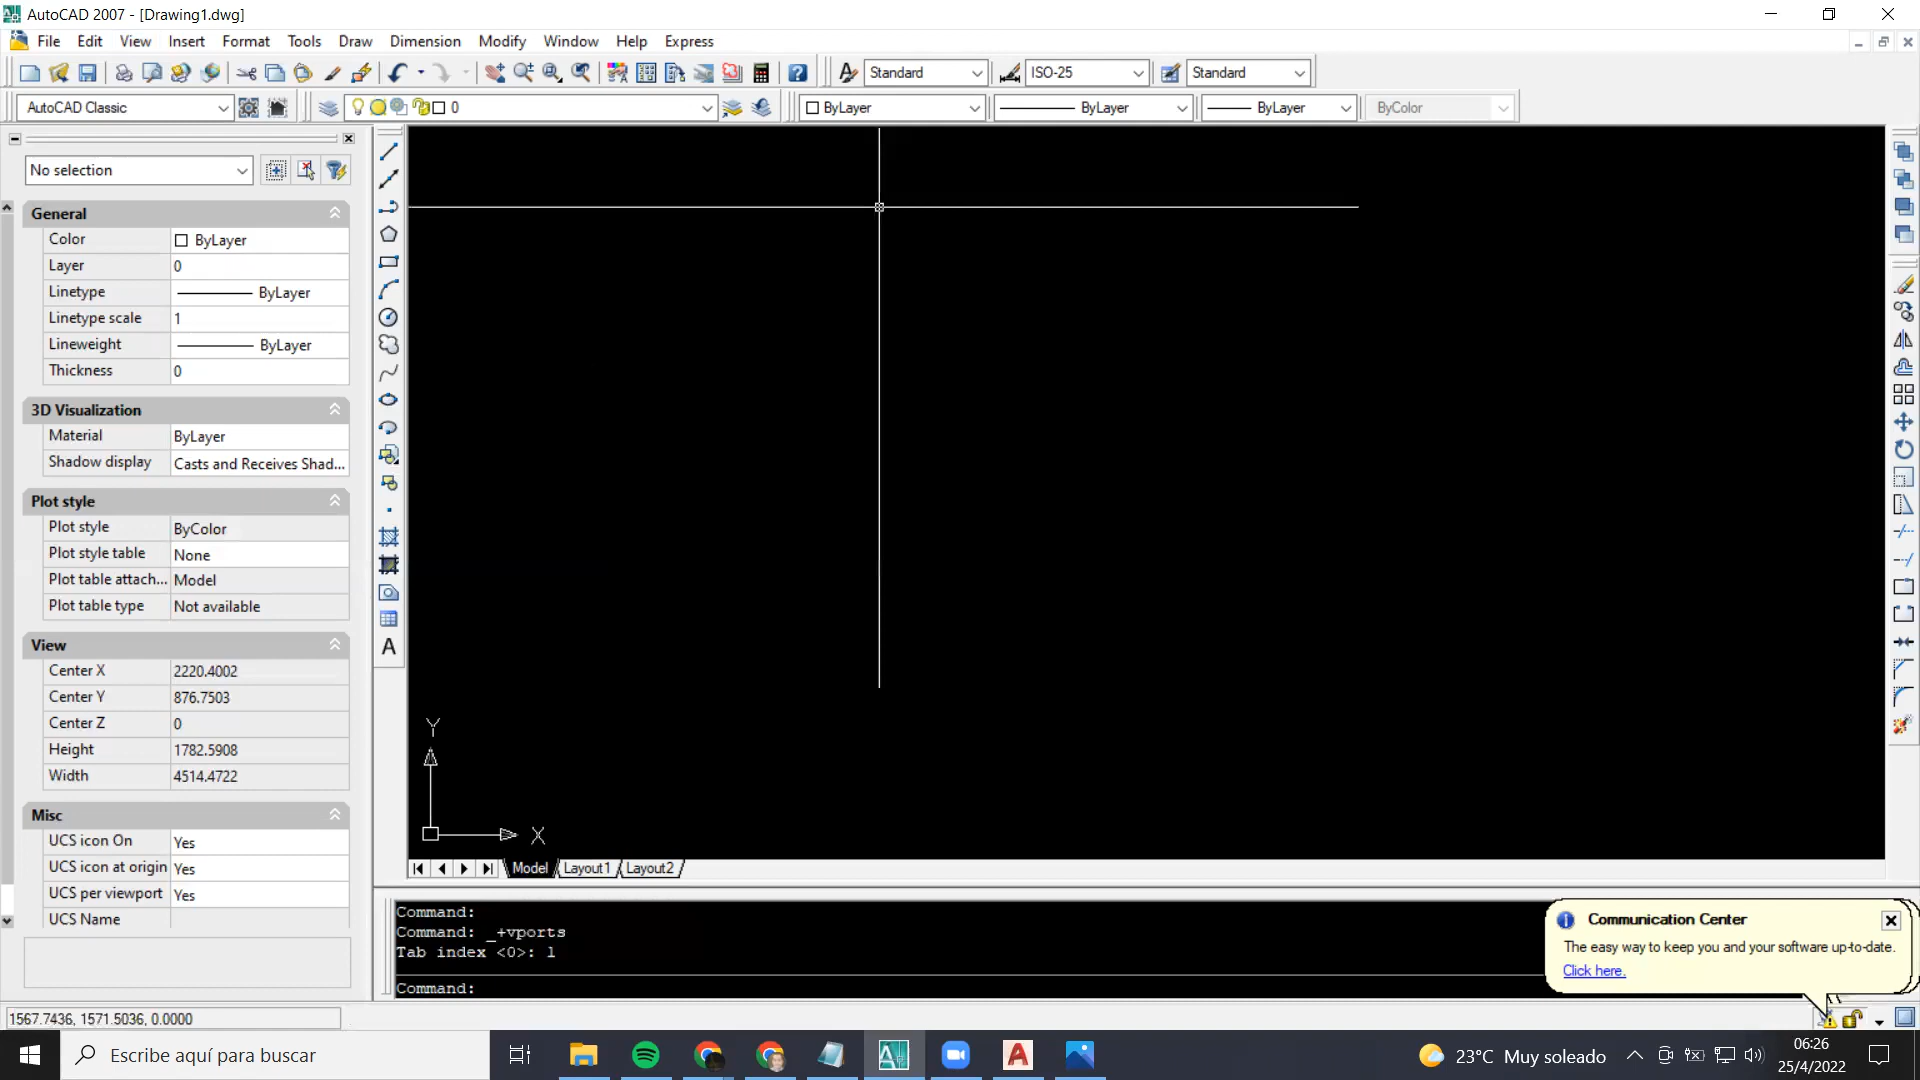 AutoCAD 2007 - [Drawing1.dwg]
File Edit View Insert Format Tools Draw Dimension Modify Window Help Express
Standard ISO-25 Standard
AutoCAD Classic 0 ByLayer ByLayer ByLayer ByColor
No selection
General
Color ByLayer
Layer 0
Linetype ByLayer
Linetype scale 1
Lineweight ByLayer
Thickness 0
3D Visualization
Material ByLayer
Shadow display Casts and Receives Shad...
Plot style
Plot style ByColor
Plot style table None
Plot table attach... Model
Plot table type Not available
View
Center X 2220.4002
Center Y 876.7503
Center Z 0
Height 1782.5908
Width 4514.4722
Misc
UCS icon On Yes
UCS icon at origin Yes
UCS per viewport Yes
UCS Name
A
Y
X
Model Layout1 Layout2
Command:
Command: _+vports
Tab index <0>: 1
Command:
Communication Center
The easy way to keep you and your software up-to-date.
Click here.
1567.7436, 1571.5036, 0.0000
Escribe aquí para buscar
23°C Muy soleado
06:26
25/4/2022